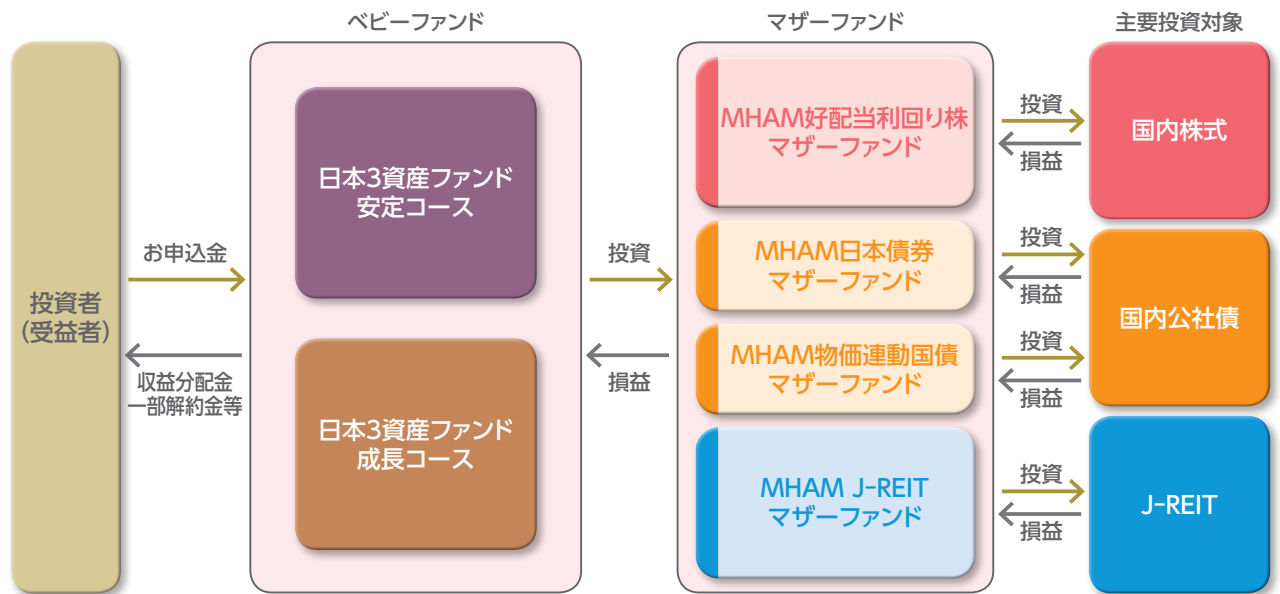 ベビーファンド
マザーファンド
主要投資対象
投資者
（受益者）
お申込金
収益分配金
一部解約金等
日本3資産ファンド
安定コース
日本3資産ファンド
成長コース
投資
損益
MHAM好配当利回り株
マザーファンド
MHAM日本債券
マザーファンド
MHAM物価連動国債
マザーファンド
MHAM J-REIT
マザーファンド
投資
損益
投資
損益
投資
損益
投資
損益
国内株式
国内公社債
J-REIT